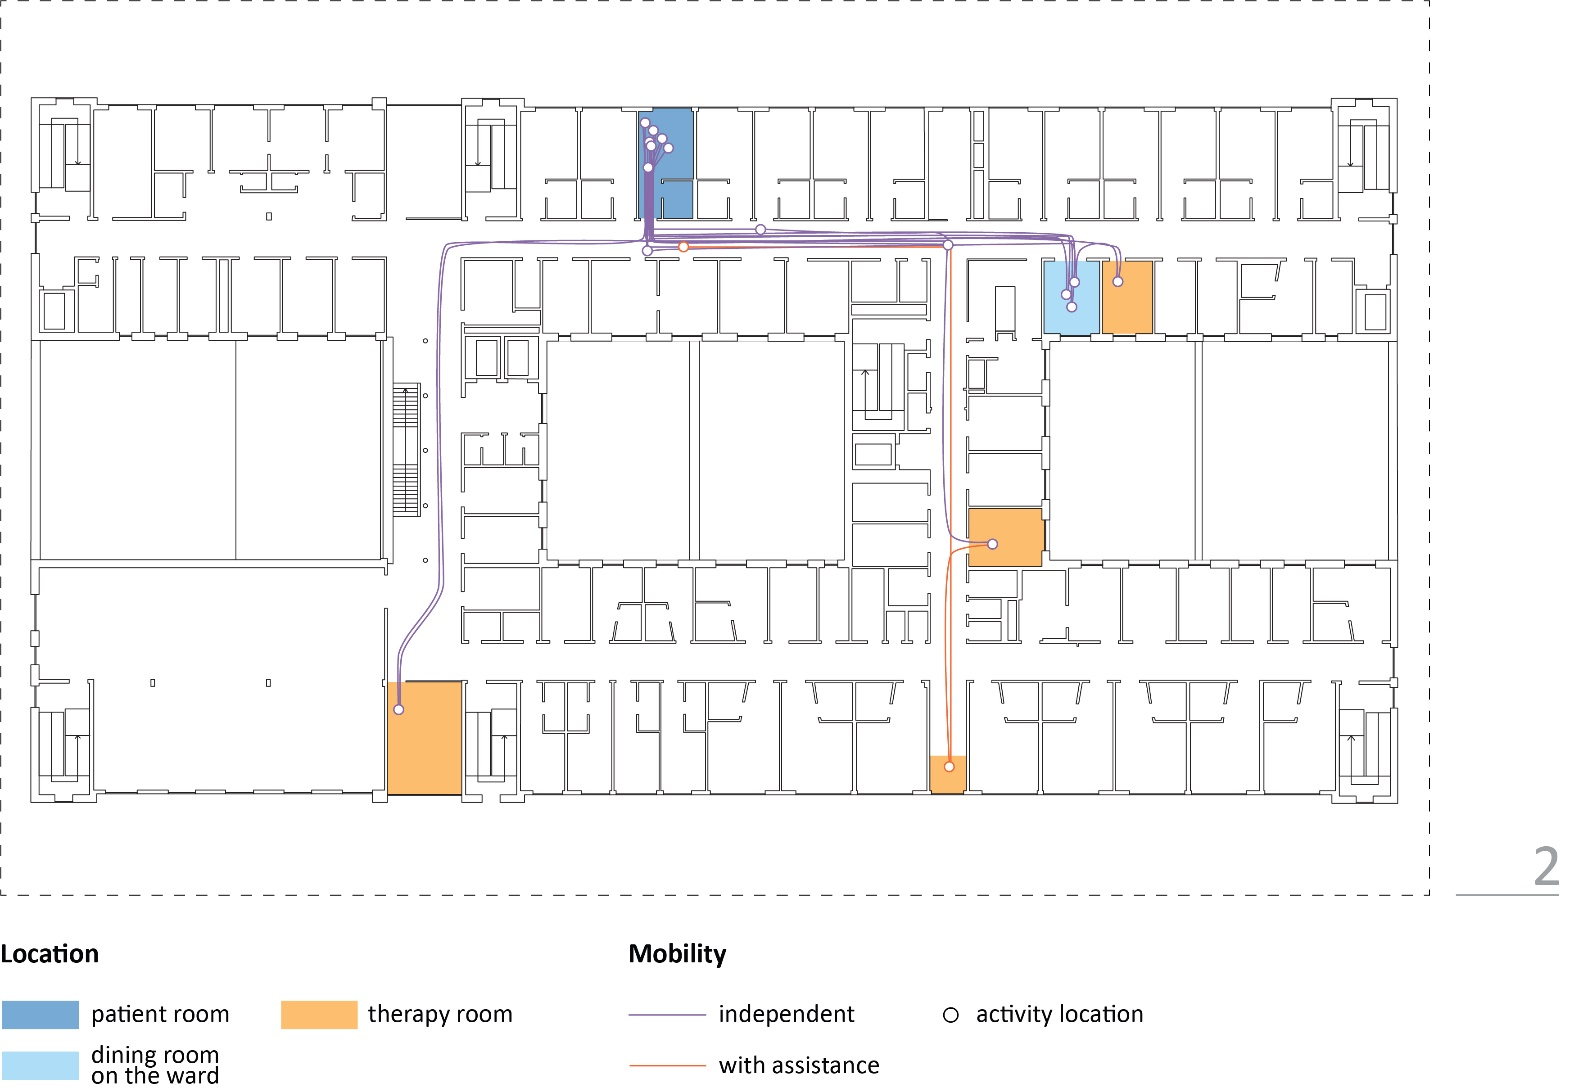 2
Location
Mobility
patient room
therapy room
independent
activity location
dining room
on the ward
with assistance